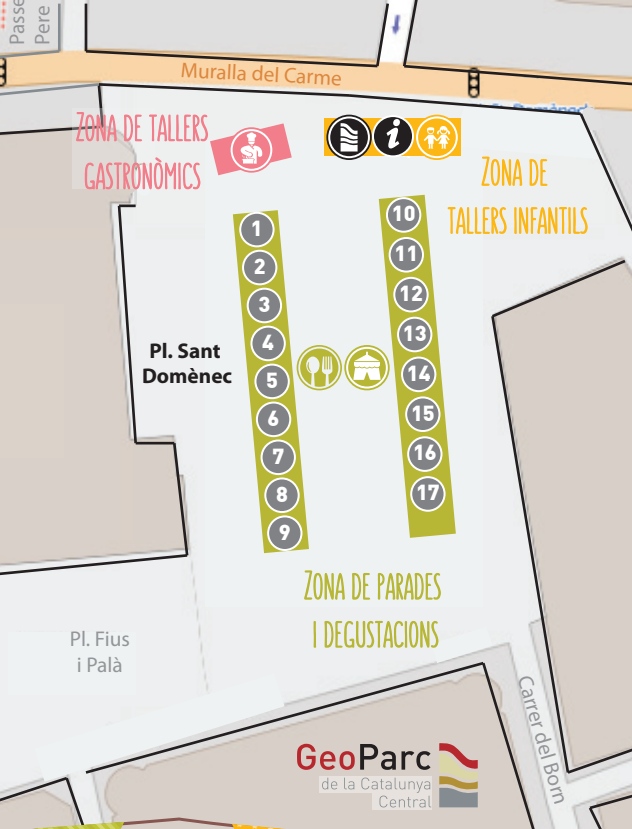 Passe
Pere
Muralla del Carme
ZONA DE TALLERS
GASTRONÒMICS
i
ZONA DE
TALLERS INFANTILS
1
2
3
4
5
6
7
8
9
10
11
12
13
14
15
16
17
Pl. Sant
Domènec
ZONA DE PARADES
I DEGUSTACIONS
Pl. Fius
i Palà
Carrer del Born
GeoParc
de la Catalunya
Central